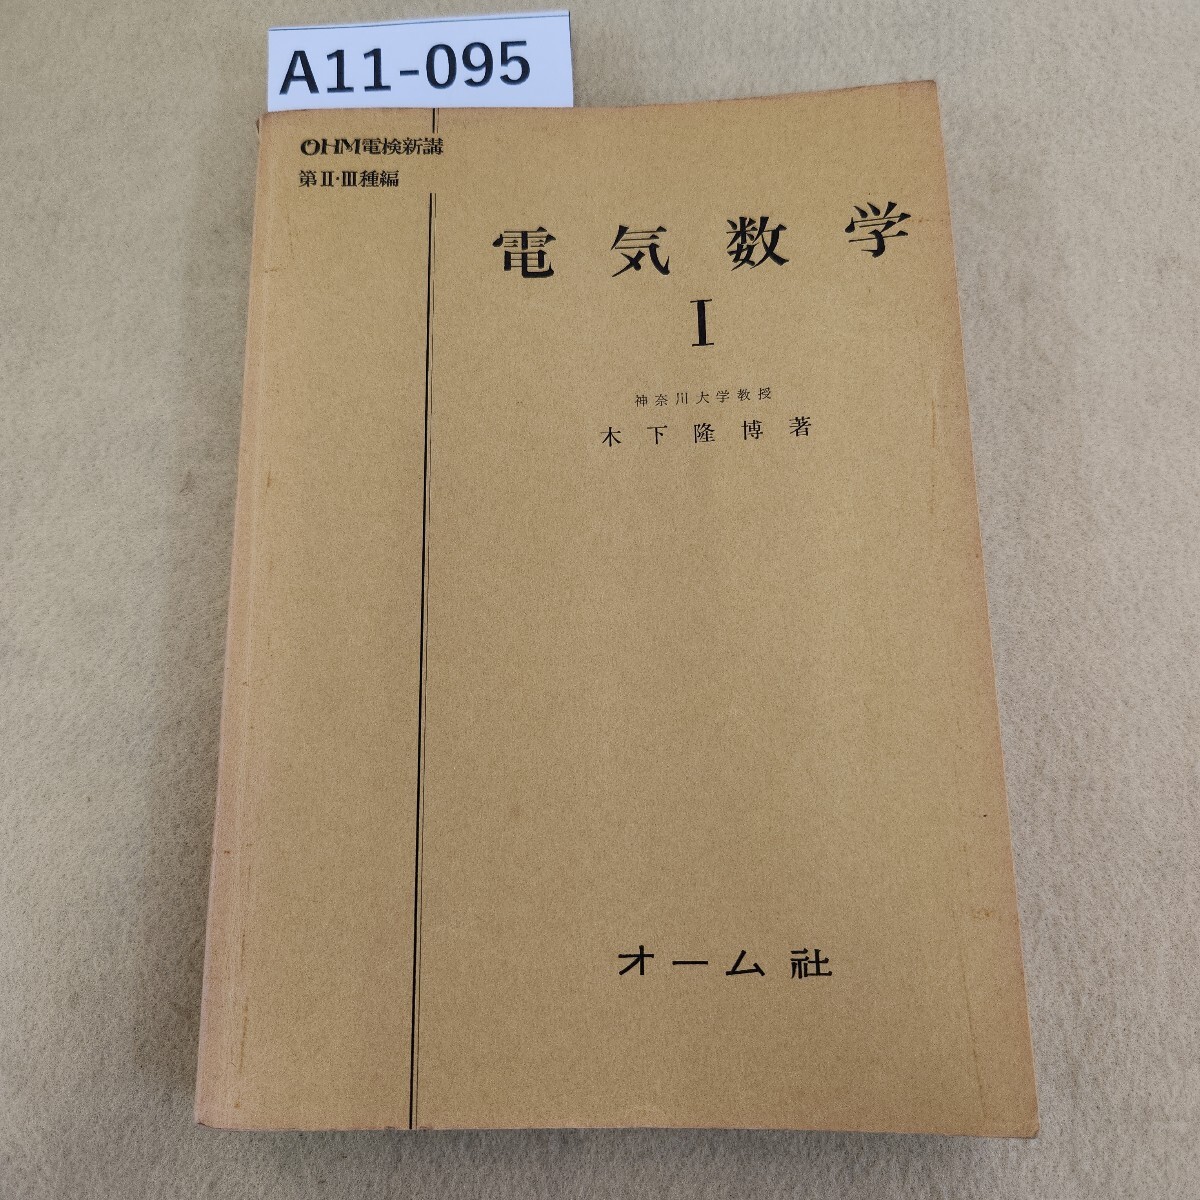 A11-095
OHM電検新講
第Ⅱ·Ⅲ種編
電気数学
I
神奈川大学教授
木下隆博著
オーム社